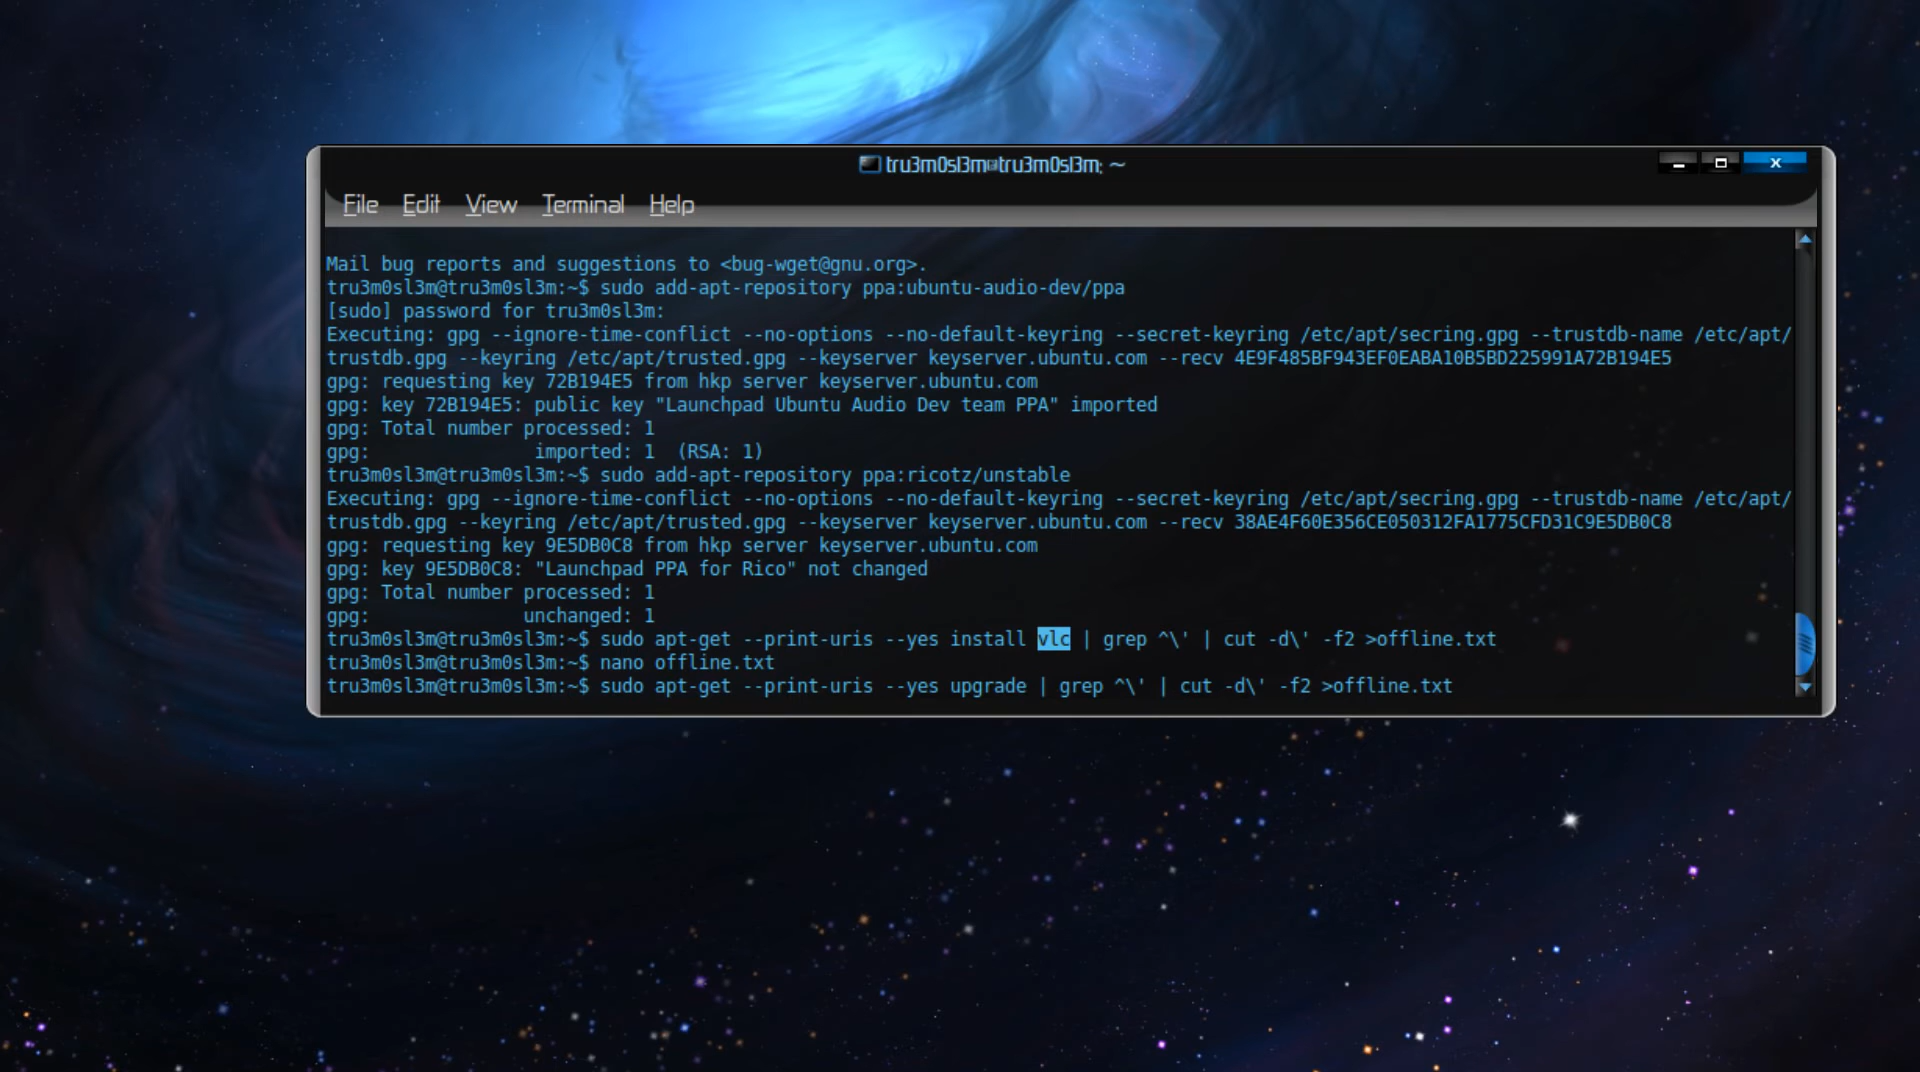 tru3m0sl3m@tru3m0sl3m: ~
File Edit View Terminal Help
Mail bug reports and suggestions to <bug-wget@gnu.org>.
tru3m0sl3m@tru3m0sl3m:~$ sudo add-apt-repository ppa:ubuntu-audio-dev/ppa
[sudo] password for tru3m0sl3m:
Executing: gpg --ignore-time-conflict --no-options --no-default-keyring --secret-keyring /etc/apt/secring.gpg --trustdb-name /etc/apt/
trustdb.gpg --keyring /etc/apt/trusted.gpg --keyserver keyserver.ubuntu.com --recv 4E9F485BF943EF0EABA10B5BD225991A72B194E5
gpg: requesting key 72B194E5 from hkp server keyserver.ubuntu.com
gpg: key 72B194E5: public key "Launchpad Ubuntu Audio Dev team PPA" imported
gpg: Total number processed: 1
gpg:               imported: 1  (RSA: 1)
tru3m0sl3m@tru3m0sl3m:~$ sudo add-apt-repository ppa:ricotz/unstable
Executing: gpg --ignore-time-conflict --no-options --no-default-keyring --secret-keyring /etc/apt/secring.gpg --trustdb-name /etc/apt/
trustdb.gpg --keyring /etc/apt/trusted.gpg --keyserver keyserver.ubuntu.com --recv 38AE4F60E356CE050312FA1775CFD31C9E5DB0C8
gpg: requesting key 9E5DB0C8 from hkp server keyserver.ubuntu.com
gpg: key 9E5DB0C8: "Launchpad PPA for Rico" not changed
gpg: Total number processed: 1
gpg:              unchanged: 1
tru3m0sl3m@tru3m0sl3m:~$ sudo apt-get --print-uris --yes install vlc | grep ^\' | cut -d\' -f2 >offline.txt
tru3m0sl3m@tru3m0sl3m:~$ nano offline.txt
tru3m0sl3m@tru3m0sl3m:~$ sudo apt-get --print-uris --yes upgrade | grep ^\' | cut -d\' -f2 >offline.txt